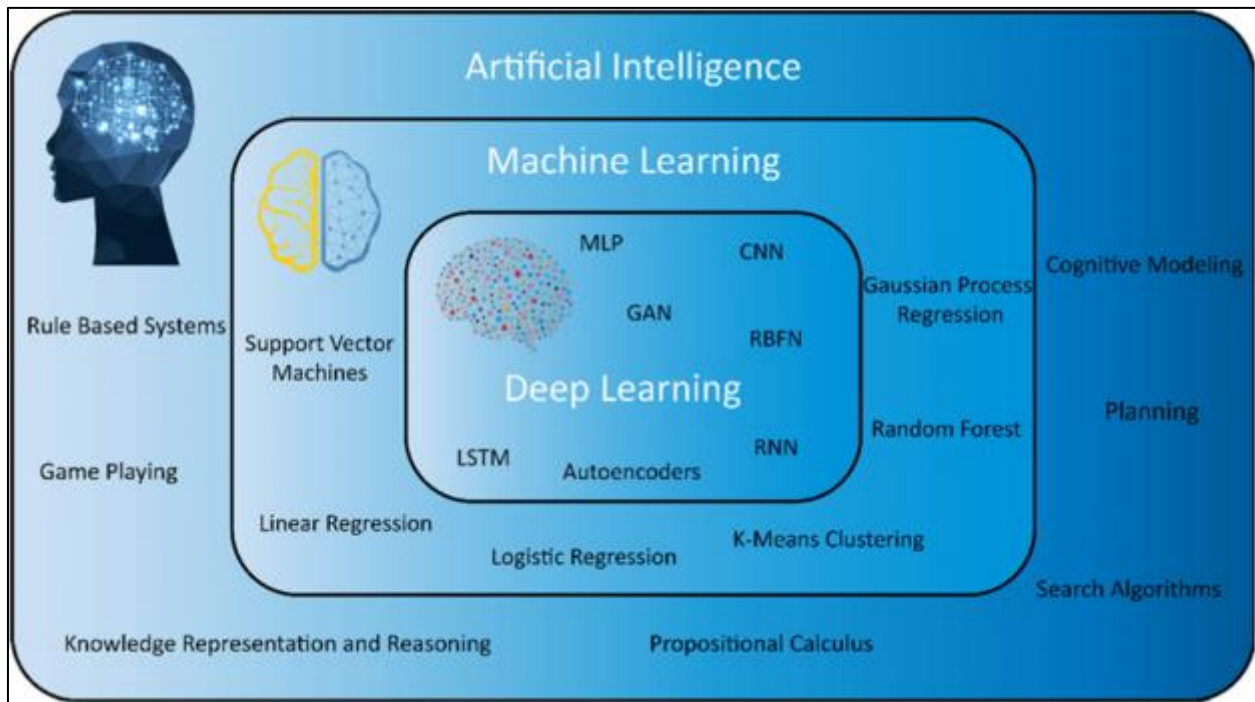 Artificial Intelligence
Machine Learning
MLP
CNN
Cognitive Modeling
Gaussian Process
Regression
GAN
Rule Based Systems
RBFN
Support Vector
Machines
Deep Learning
Planning
Random Forest
RNN
LSTM
Game Playing
Autoencoders
Linear Regression
K-Means Clustering
Logistic Regression
Search Algorithms
Knowledge Representation and Reasoning
Propositional Calculus